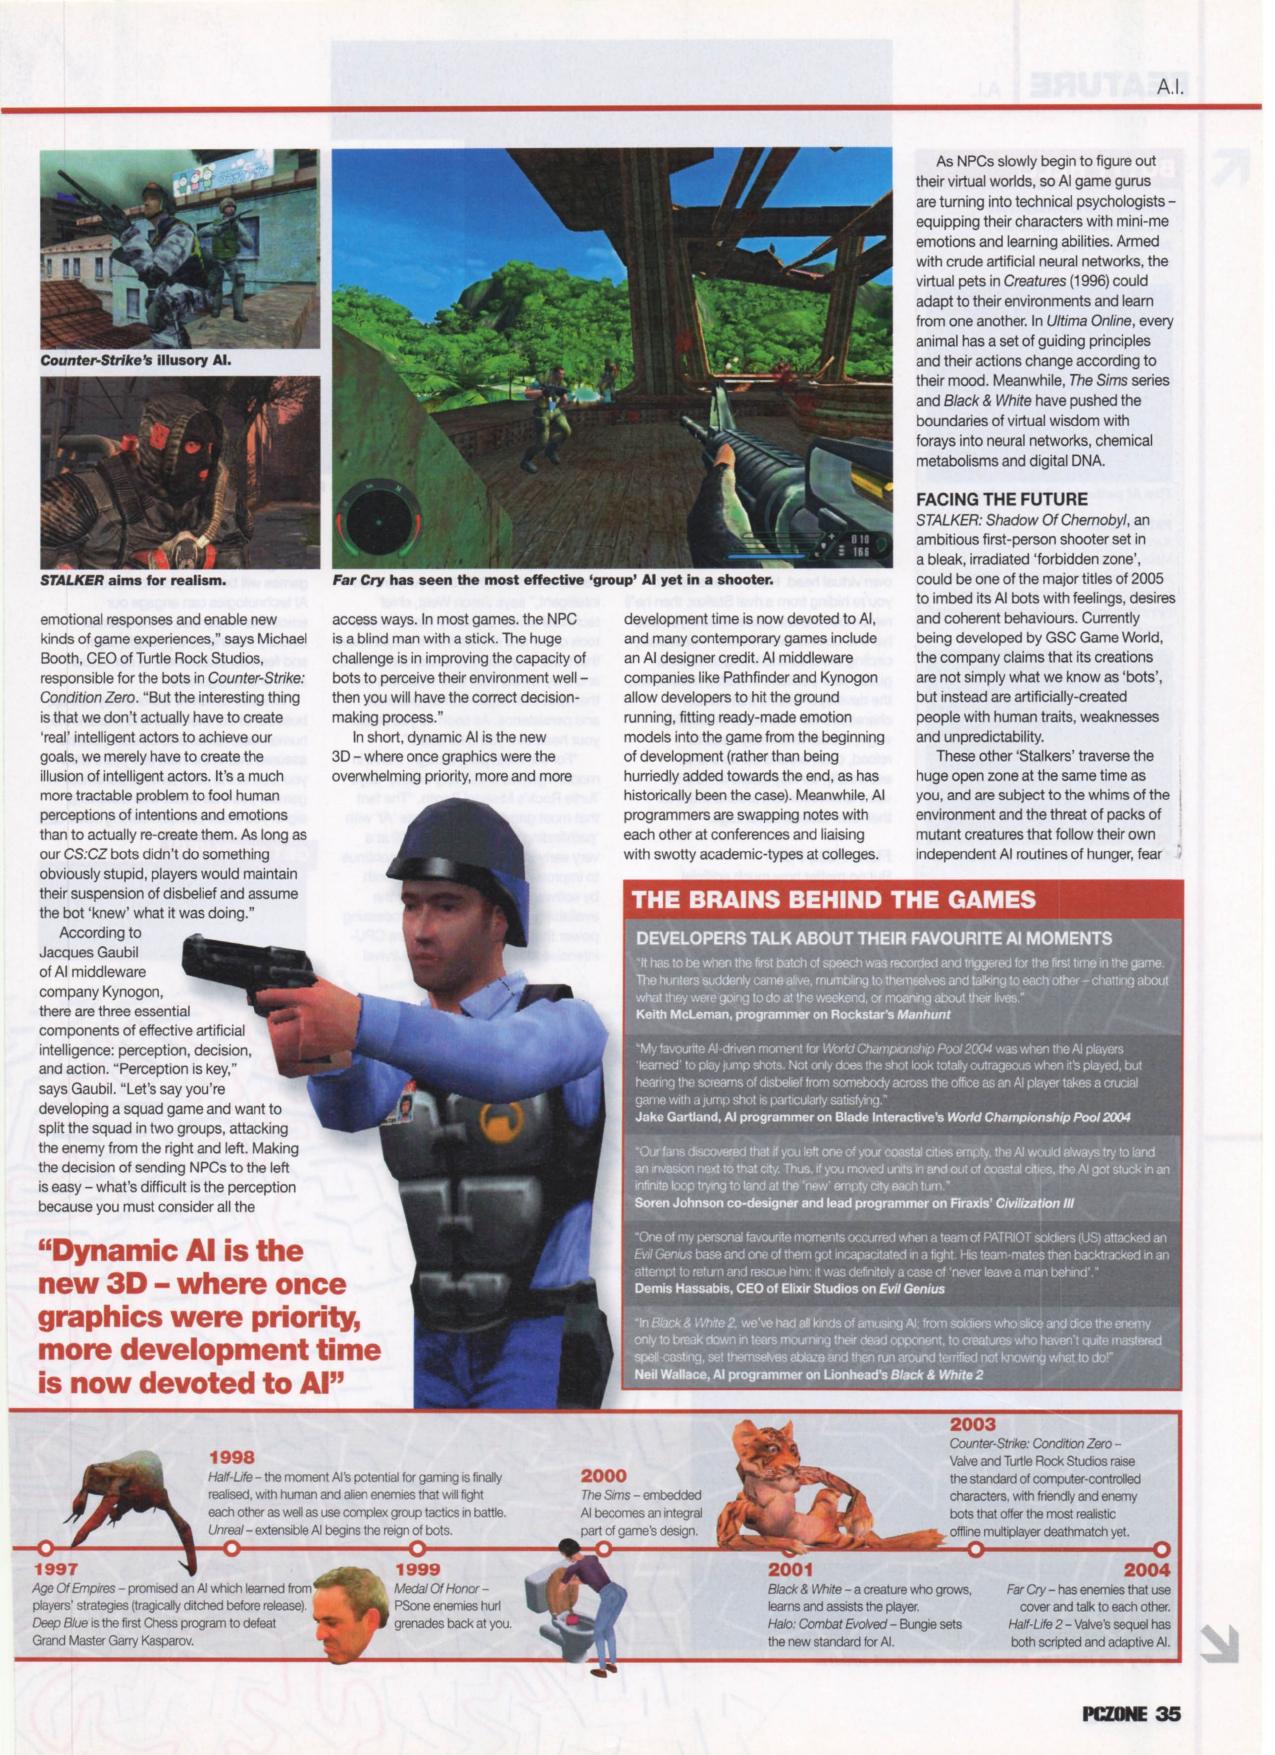 A.I.
Counter-Strike's illusory AI.
STALKER aims for realism.
Far Cry has seen the most effective 'group' AI yet in a shooter.
emotional responses and enable new
kinds of game experiences," says Michael
Booth, CEO of Turtle Rock Studios,
responsible for the bots in Counter-Strike:
Condition Zero. "But the interesting thing
is that we don't actually have to create
'real' intelligent actors to achieve our
goals, we merely have to create the
illusion of intelligent actors. It's a much
more tractable problem to fool human
perceptions of intentions and emotions
than to actually re-create them. As long as
our CS:CZ bots didn't do something
obviously stupid, players would maintain
their suspension of disbelief and assume
the bot 'knew' what it was doing."
According to
Jacques Gaubil
of AI middleware
company Kynogon,
there are three essential
components of effective artificial
intelligence: perception, decision,
and action. "Perception is key,"
says Gaubil. "Let's say you're
developing a squad game and want to
split the squad in two groups, attacking
the enemy from the right and left. Making
the decision of sending NPCs to the left
is easy – what's difficult is the perception
because you must consider all the
"Dynamic AI is the
new 3D – where once
graphics were priority,
more development time
is now devoted to AI"
access ways. In most games. the NPC
is a blind man with a stick. The huge
challenge is in improving the capacity of
bots to perceive their environment well –
then you will have the correct decision-
making process."
In short, dynamic AI is the new
3D – where once graphics were the
overwhelming priority, more and more
development time is now devoted to AI,
and many contemporary games include
an AI designer credit. AI middleware
companies like Pathfinder and Kynogon
allow developers to hit the ground
running, fitting ready-made emotion
models into the game from the beginning
of development (rather than being
hurriedly added towards the end, as has
historically been the case). Meanwhile, AI
programmers are swapping notes with
each other at conferences and liaising
with swotty academic-types at colleges.
As NPCs slowly begin to figure out
their virtual worlds, so AI game gurus
are turning into technical psychologists –
equipping their characters with mini-me
emotions and learning abilities. Armed
with crude artificial neural networks, the
virtual pets in Creatures (1996) could
adapt to their environments and learn
from one another. In Ultima Online, every
animal has a set of guiding principles
and their actions change according to
their mood. Meanwhile, The Sims series
and Black & White have pushed the
boundaries of virtual wisdom with
forays into neural networks, chemical
metabolisms and digital DNA.
FACING THE FUTURE
STALKER: Shadow Of Chernobyl, an
ambitious first-person shooter set in
a bleak, irradiated 'forbidden zone',
could be one of the major titles of 2005
to imbed its AI bots with feelings, desires
and coherent behaviours. Currently
being developed by GSC Game World,
the company claims that its creations
are not simply what we know as 'bots',
but instead are artificially-created
people with human traits, weaknesses
and unpredictability.
These other 'Stalkers' traverse the
huge open zone at the same time as
you, and are subject to the whims of the
environment and the threat of packs of
mutant creatures that follow their own
independent AI routines of hunger, fear
THE BRAINS BEHIND THE GAMES
DEVELOPERS TALK ABOUT THEIR FAVOURITE AI MOMENTS
"It has to be when the first batch of speech was recorded and triggered for the first time in the game.
The hunters suddenly came alive, mumbling to themselves and talking to each other – chatting about
what they were going to do at the weekend, or moaning about their lives."
Keith McLeman, programmer on Rockstar's Manhunt
"My favourite AI-driven moment for World Championship Pool 2004 was when the AI players
'learned' to play jump shots. Not only does the shot look totally outrageous when it's played, but
hearing the screams of disbelief from somebody across the office as an AI player takes a crucial
game with a jump shot is particularly satisfying."
Jake Gartland, AI programmer on Blade Interactive's World Championship Pool 2004
"Our fans discovered that if you left one of your coastal cities empty, the AI would always try to land
an invasion next to that city. Thus, if you moved units in and out of coastal cities, the AI got stuck in an
infinite loop trying to land at the 'new' empty city each turn."
Soren Johnson co-designer and lead programmer on Firaxis' Civilization III
"One of my personal favourite moments occurred when a team of PATRIOT soldiers (US) attacked an
Evil Genius base and one of them got incapacitated in a fight. His team-mates then backtracked in an
attempt to return and rescue him: it was definitely a case of 'never leave a man behind'."
Demis Hassabis, CEO of Elixir Studios on Evil Genius
"In Black & White 2, we've had all kinds of amusing AI; from soldiers who slice and dice the enemy
only to break down in tears mourning their dead opponent, to creatures who haven't quite mastered
spell-casting, set themselves ablaze and then run around terrified not knowing what to do!"
Neil Wallace, AI programmer on Lionhead's Black & White 2
1997
Age Of Empires – promised an AI which learned from
players' strategies (tragically ditched before release).
Deep Blue is the first Chess program to defeat
Grand Master Garry Kasparov.
1998
Half-Life – the moment AI's potential for gaming is finally
realised, with human and alien enemies that will fight
each other as well as use complex group tactics in battle.
Unreal – extensible AI begins the reign of bots.
1999
Medal Of Honor –
PSone enemies hurl
grenades back at you.
2000
The Sims – embedded
AI becomes an integral
part of game's design.
2001
Black & White – a creature who grows,
learns and assists the player.
Halo: Combat Evolved – Bungie sets
the new standard for AI.
2003
Counter-Strike: Condition Zero –
Valve and Turtle Rock Studios raise
the standard of computer-controlled
characters, with friendly and enemy
bots that offer the most realistic
offline multiplayer deathmatch yet.
2004
Far Cry – has enemies that use
cover and talk to each other.
Half-Life 2 – Valve's sequel has
both scripted and adaptive AI.
PCZONE 35